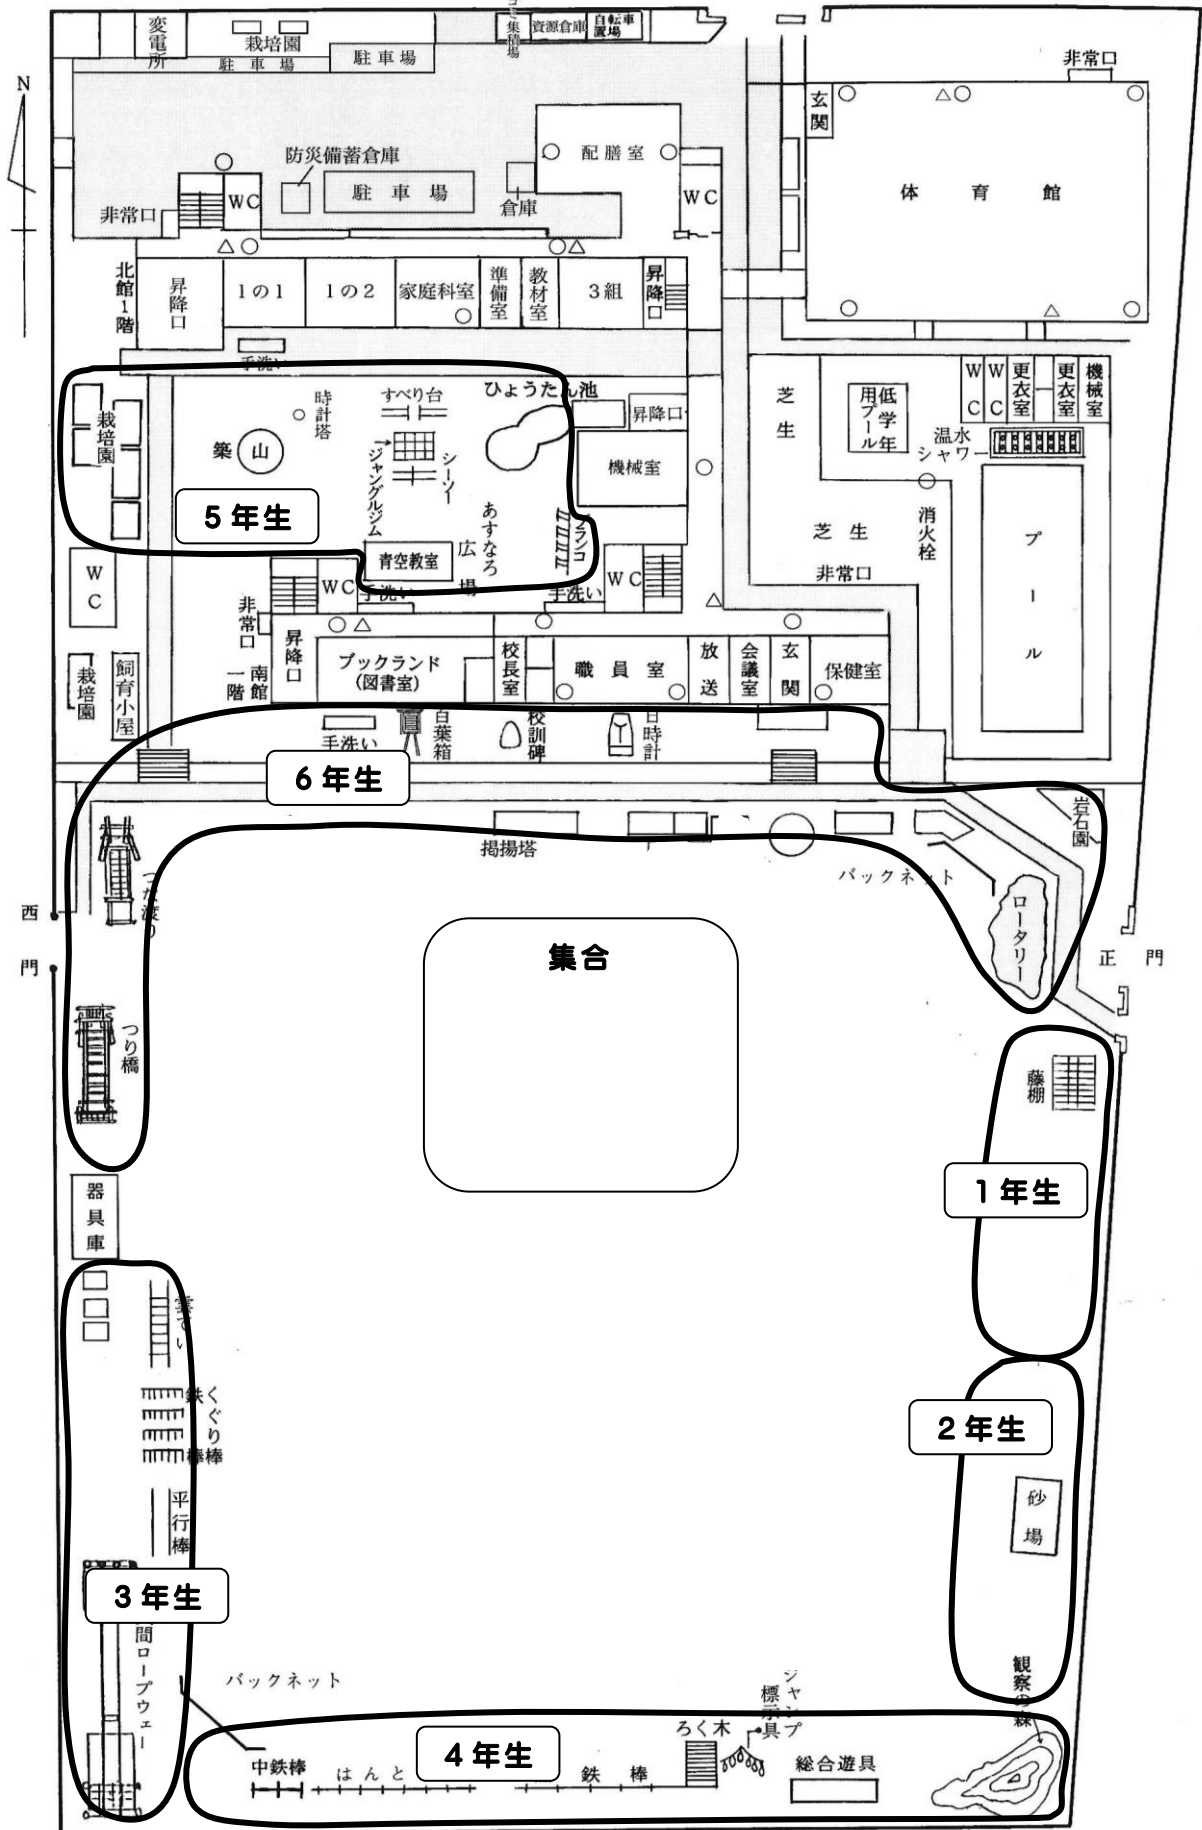 N
変電所
栽培園
駐車場
駐車場
集積場
資源倉庫
自転車置場
非常口
玄関
体育館
防災備蓄倉庫
駐車場
配膳室
倉庫
WC
WC
非常口
北館1階
昇降口
1の1
1の2
家庭科室
準備室
教材室
3組
昇降口
手洗い
栽培園
時計塔
すべり台
ひょうたん池
昇降口
築山
ジャングルジム
シーソー
機械室
5年生
あすなろ広場
ブランコ
青空教室
芝生
低学年用プール
WC
WC
更衣室
更衣室
機械室
温水シャワー
芝生
消火栓
プール
非常口
WC
WC
手洗い
手洗い
WC
非常口
栽培園
飼育小屋
南館一階
昇降口
ブックランド
(図書室)
校長室
職員室
放送
会議室
玄関
保健室
手洗い
百葉箱
校訓碑
日時計
6年生
岩石園
掲揚塔
バックネット
ロータリー
つな渡り
西門
正門
集合
つり橋
藤棚
1年生
器具庫
雲てい
2年生
鉄棒
くぐり棒
平行棒
砂場
3年生
間ロープウェー
バックネット
観察の森
4年生
ろく木
ジャンプ標示具
中鉄棒
はんと
鉄棒
総合遊具